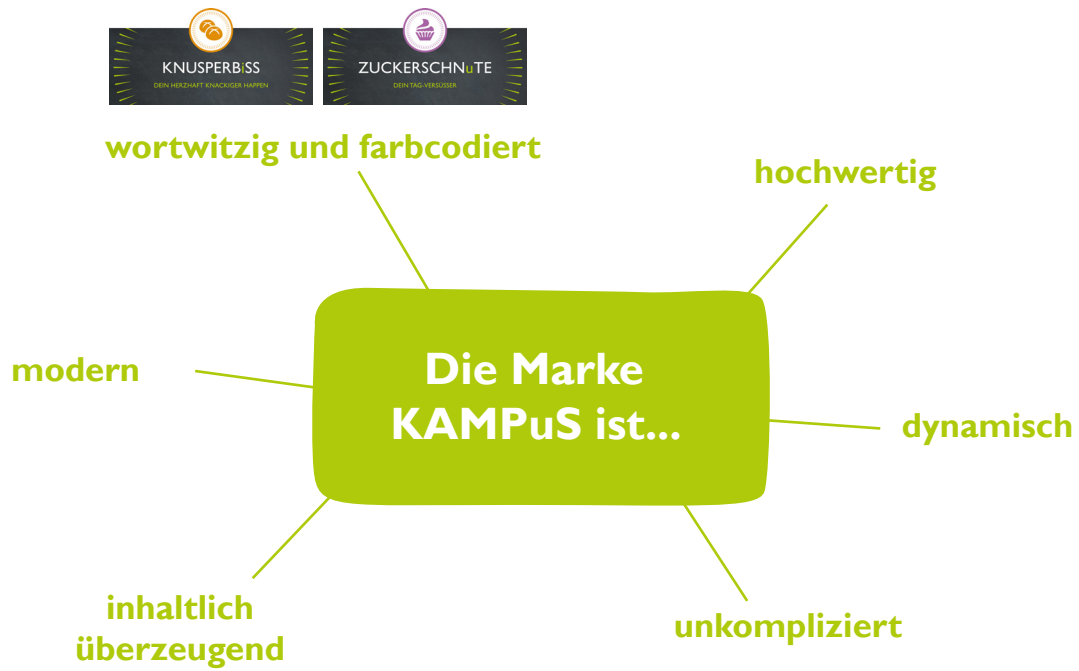 KNUSPERBiSS
DEIN HERZHAFT KNACKIGER HAPPEN
ZUCKERSCHNuTE
DEIN TAG-VERSÜSSER
wortwitzig und farbcodiert
hochwertig
Die Marke
KAMPuS ist...
modern
dynamisch
inhaltlich
überzeugend
unkompliziert